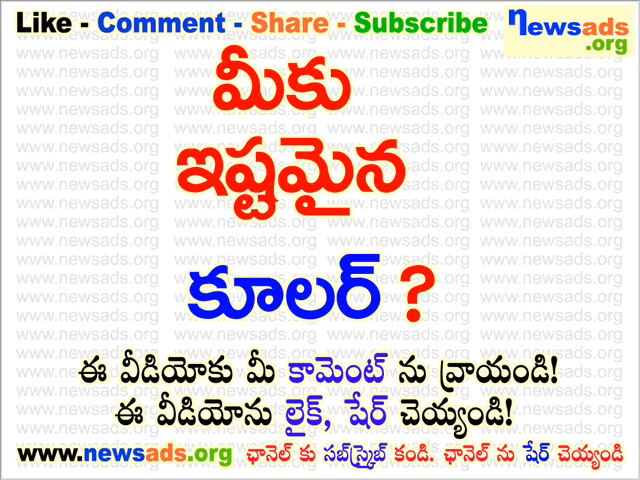 Like - Comment - Share - Subscribe
newsads
.org
మీకు
ఇష్టమైన
కూలర్ ?
ఈ వీడియోకు మీ కామెంట్ ను వ్రాయండి!
ఈ వీడియోను లైక్, షేర్ చెయ్యండి!
www.newsads.org ఛానెల్ కు సబ్‌స్క్రైబ్ కండి. ఛానెల్ ను షేర్ చెయ్యండి